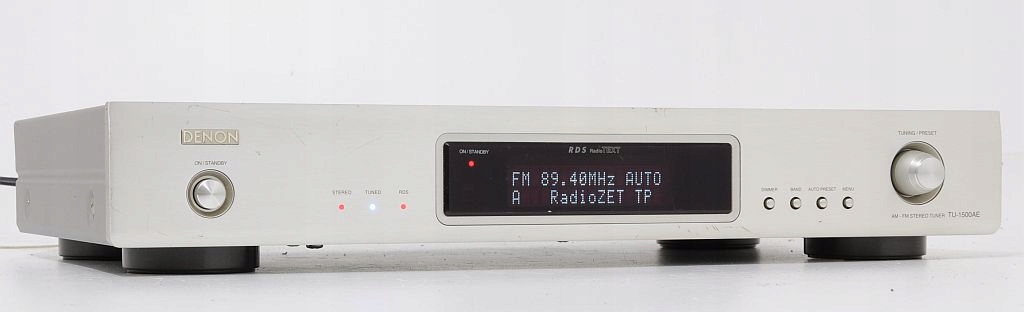 DENON
ON / STANDBY
STEREO TUNED RDS
ON / STANDBY
RDS RadioTEXT
FM 89.40MHz AUTO
A RadioZET TP
TUNING / PRESET
DIMMER BAND AUTO PRESET MENU
AM - FM STEREO TUNER TU-1500AE